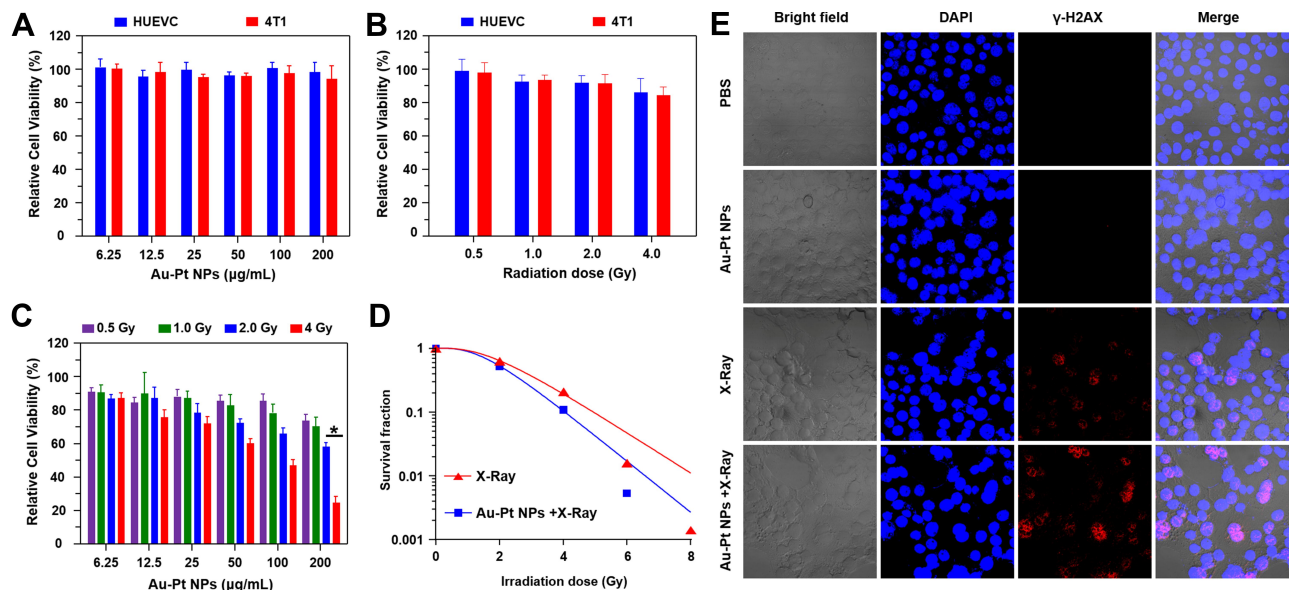 A
HUEVC 4T1
Relative Cell Viability (%)
120
100
80
60
40
20
0
6.25 12.5 25 50 100 200
Au-Pt NPs (µg/mL)
B
HUEVC 4T1
Relative Cell Viability (%)
120
100
80
60
40
20
0
0.5 1.0 2.0 4.0
Radiation dose (Gy)
C
0.5 Gy 1.0 Gy 2.0 Gy 4 Gy
Relative Cell Viability (%)
120
100
80
60
40
20
0
*
6.25 12.5 25 50 100 200
Au-Pt NPs (µg/mL)
D
Survival fraction
1
0.1
0.01
0.001
X-Ray
Au-Pt NPs +X-Ray
0 2 4 6 8
Irradiation dose (Gy)
E
Bright field DAPI γ-H2AX Merge
PBS
Au-Pt NPs
X-Ray
Au-Pt NPs +X-Ray